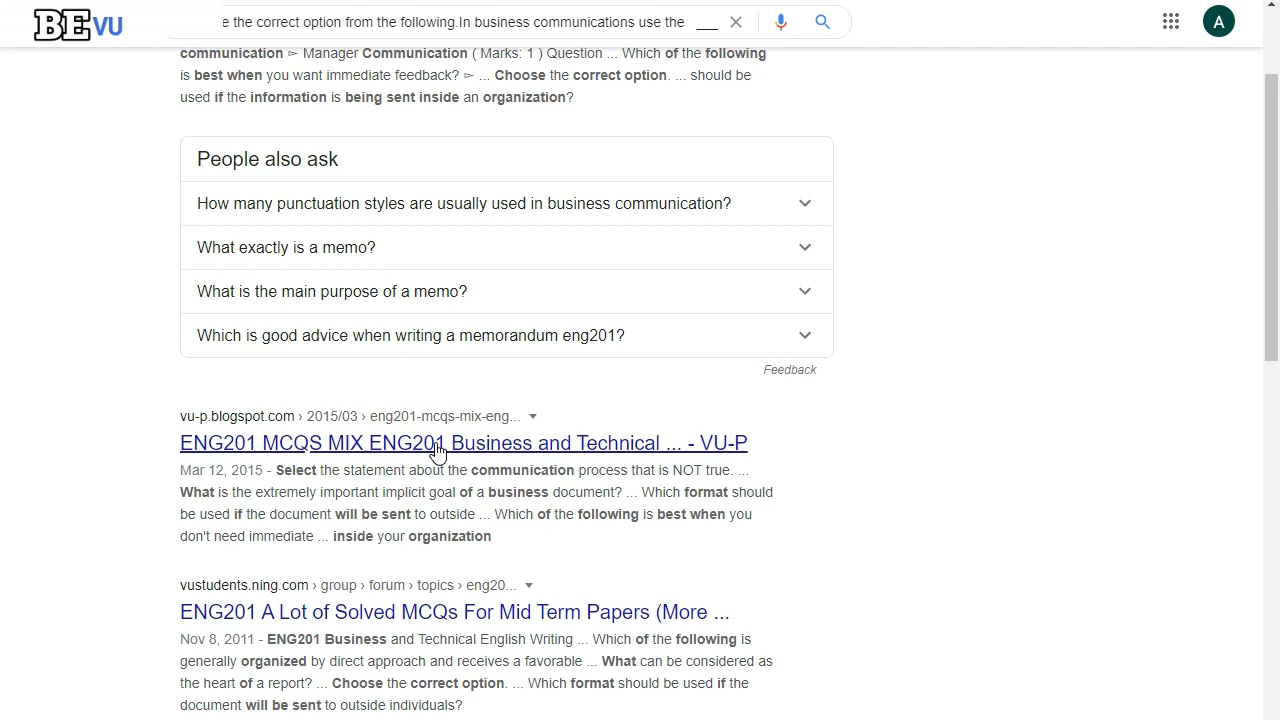 BE VU
e the correct option from the following.In business communications use the ___
A
communication ⊳ Manager Communication ( Marks: 1 ) Question ... Which of the following
is best when you want immediate feedback? ⊳ ... Choose the correct option. ... should be
used if the information is being sent inside an organization?
People also ask
How many punctuation styles are usually used in business communication?
What exactly is a memo?
What is the main purpose of a memo?
Which is good advice when writing a memorandum eng201?
Feedback
vu-p.blogspot.com › 2015/03 › eng201-mcqs-mix-eng...
ENG201 MCQS MIX ENG201 Business and Technical ... - VU-P
Mar 12, 2015 - Select the statement about the communication process that is NOT true. ...
What is the extremely important implicit goal of a business document? ... Which format should
be used if the document will be sent to outside ... Which of the following is best when you
don't need immediate ... inside your organization
vustudents.ning.com › group › forum › topics › eng20...
ENG201 A Lot of Solved MCQs For Mid Term Papers (More ...
Nov 8, 2011 - ENG201 Business and Technical English Writing ... Which of the following is
generally organized by direct approach and receives a favorable ... What can be considered as
the heart of a report? ... Choose the correct option. ... Which format should be used if the
document will be sent to outside individuals?